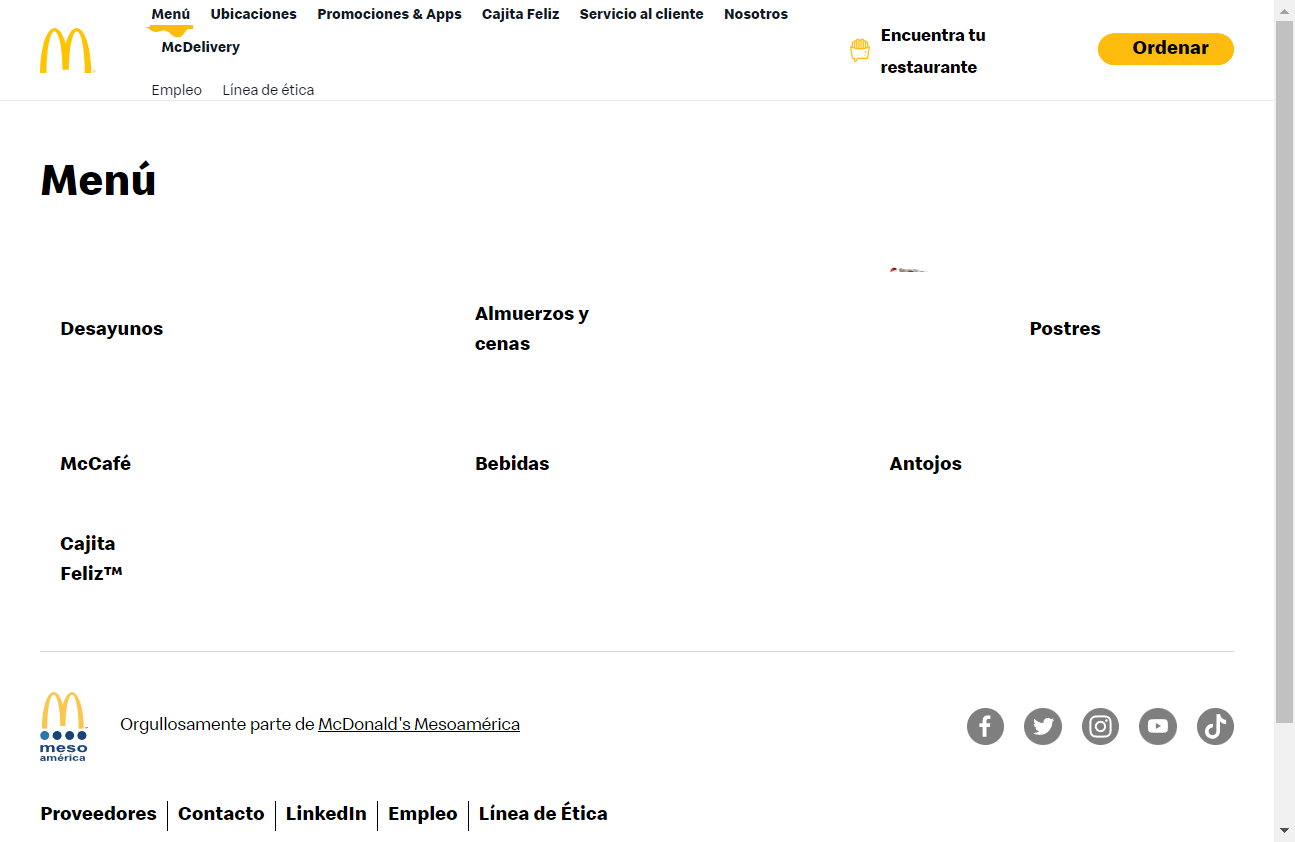 Menú Ubicaciones Promociones & Apps Cajita Feliz Servicio al cliente Nosotros
McDelivery
Encuentra tu
restaurante
Ordenar
Empleo Línea de ética
Menú
Desayunos
Almuerzos y
cenas
Postres
McCafé
Bebidas
Antojos
Cajita
Feliz™
meso
américa
Orgullosamente parte de McDonald's Mesoamérica
Proveedores Contacto LinkedIn Empleo Línea de Ética